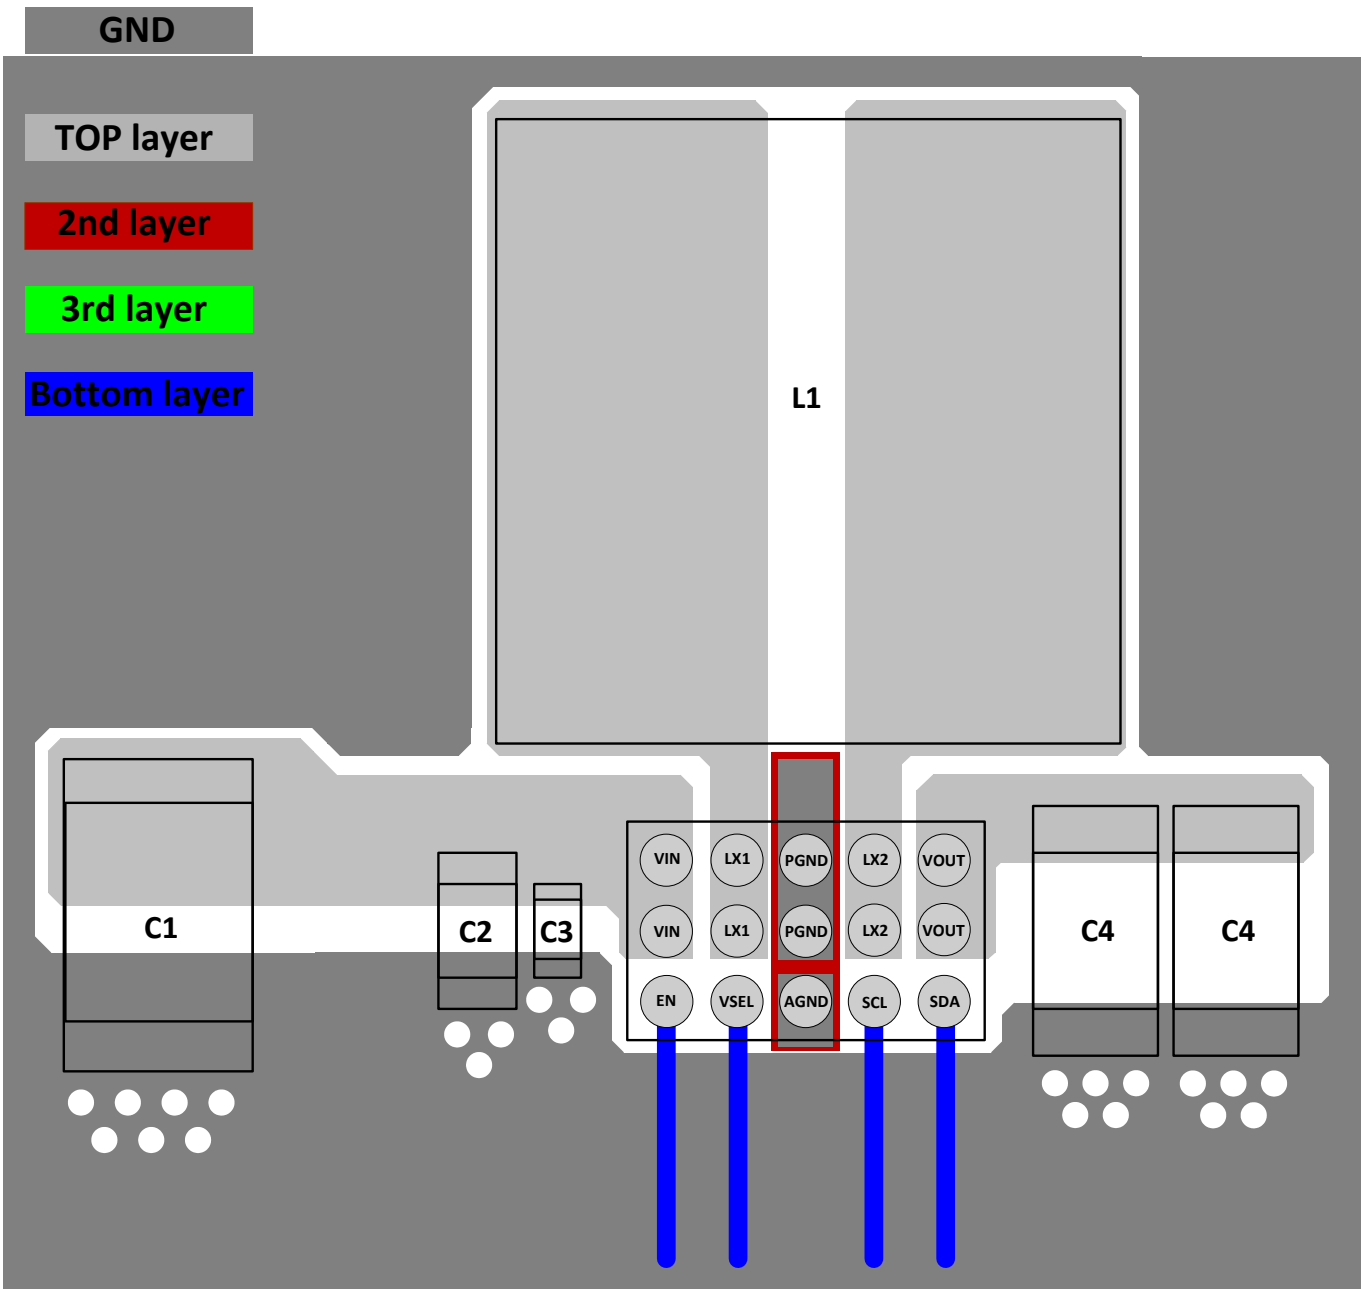 GND
TOP layer
2nd layer
3rd layer
Bottom layer
L1
VIN LX1 PGND LX2 VOUT
C1 C2 C3 VIN LX1 PGND LX2 VOUT C4 C4
EN VSEL AGND SCL SDA